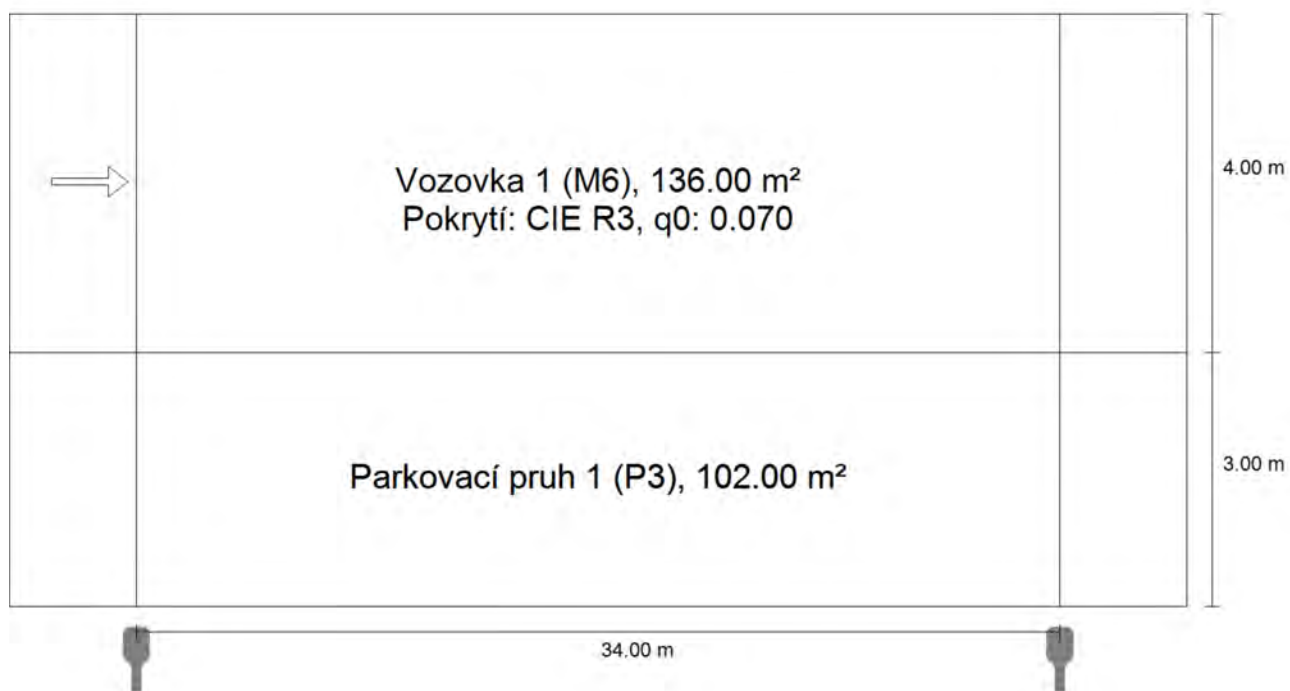 Vozovka 1 (M6), 136.00 m²
Pokrytí: CIE R3, q0: 0.070
4.00 m
Parkovací pruh 1 (P3), 102.00 m²
3.00 m
34.00 m